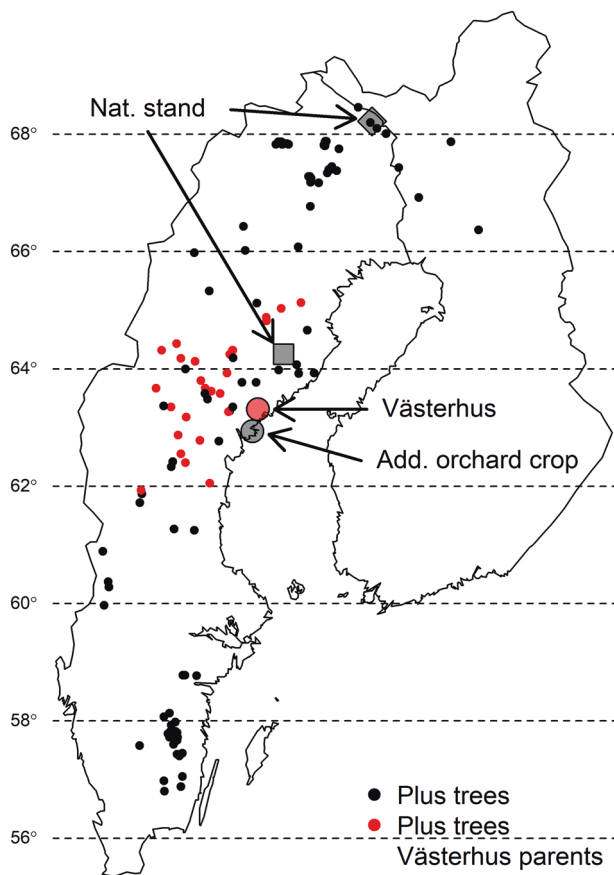 Nat. stand
68°
66°
64°
Västerhus
Add. orchard crop
62°
60°
58°
Plus trees
Plus trees
Västerhus parents
56°